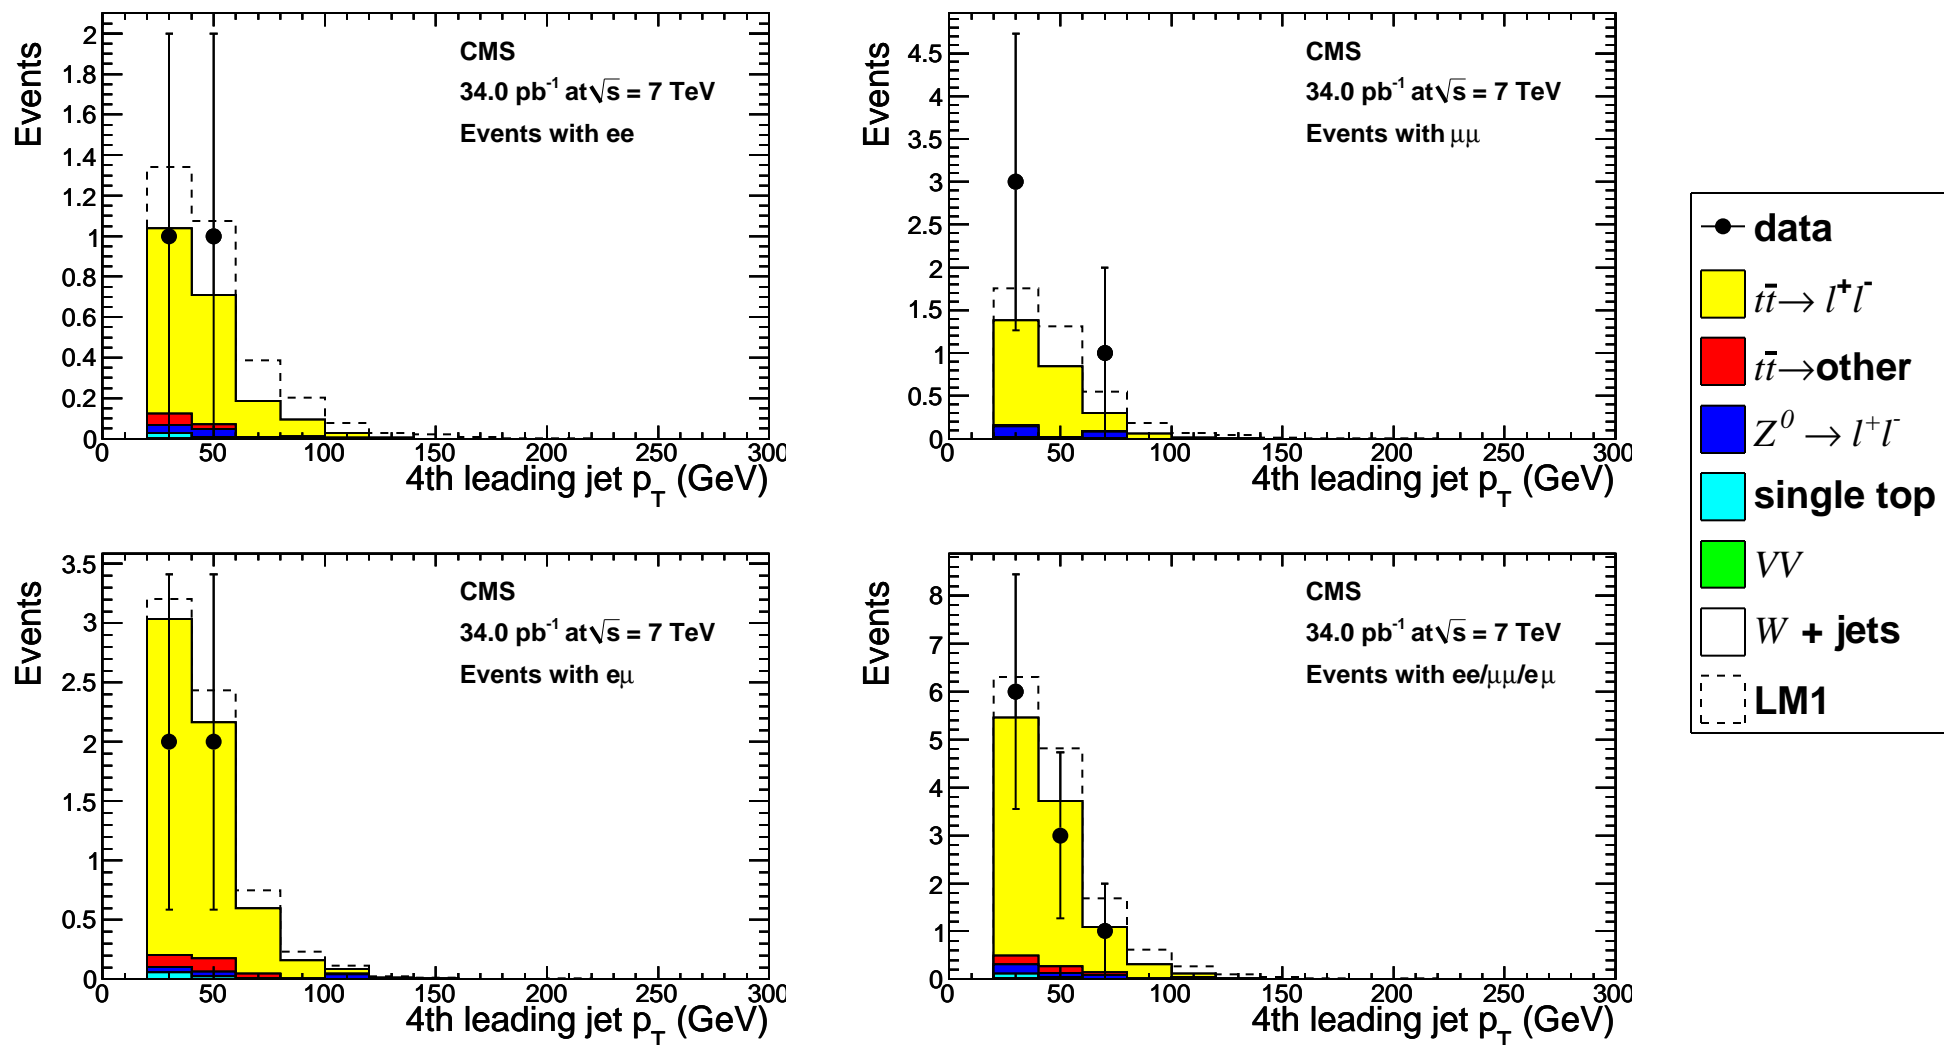 Events
2
1.8
1.6
1.4
1.2
1
0.8
0.6
0.4
0.2
0
CMS
34.0 pb⁻¹ at √s = 7 TeV
Events with ee
0 50 100 150 200 250 300
4th leading jet p_T (GeV)
Events
4.5
4
3.5
3
2.5
2
1.5
1
0.5
0
CMS
34.0 pb⁻¹ at √s = 7 TeV
Events with μμ
0 50 100 150 200 250 300
4th leading jet p_T (GeV)
Events
3.5
3
2.5
2
1.5
1
0.5
0
CMS
34.0 pb⁻¹ at √s = 7 TeV
Events with eμ
0 50 100 150 200 250 300
4th leading jet p_T (GeV)
Events
8
7
6
5
4
3
2
1
0
CMS
34.0 pb⁻¹ at √s = 7 TeV
Events with ee/μμ/eμ
0 50 100 150 200 250 300
4th leading jet p_T (GeV)
data
tt̄→ l⁺l⁻
tt̄→other
Z⁰ → l⁺l⁻
single top
VV
W + jets
LM1